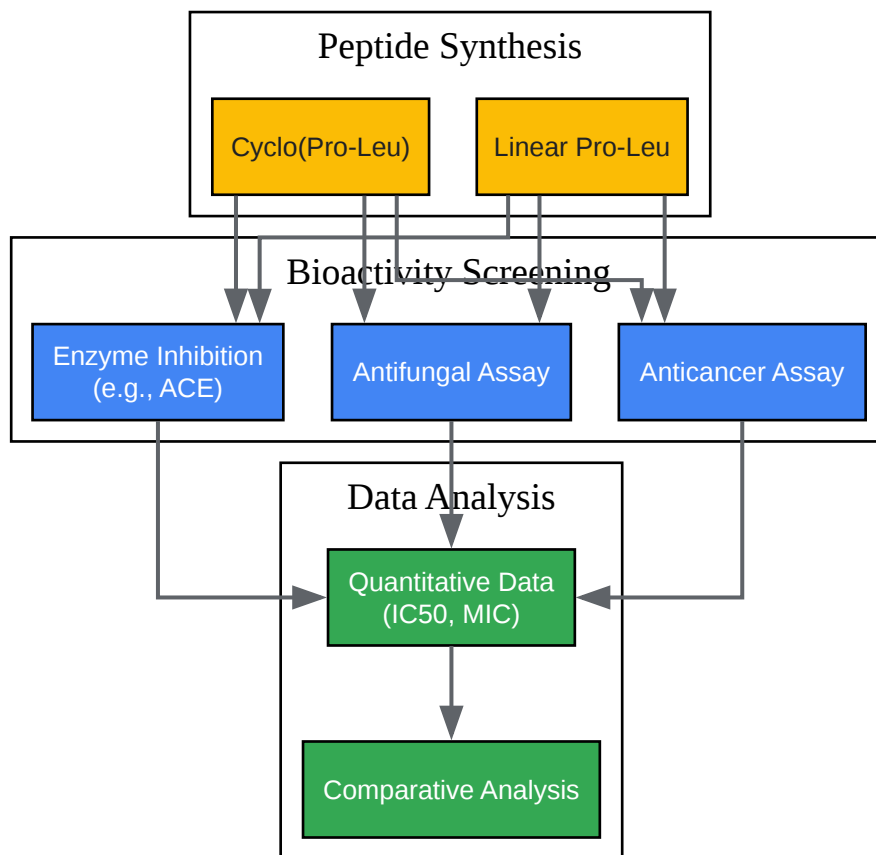 Peptide Synthesis
Cyclo(Pro-Leu)
Linear Pro-Leu
Bioactivity Screening
Enzyme Inhibition
(e.g., ACE)
Antifungal Assay
Anticancer Assay
Data Analysis
Quantitative Data
(IC50, MIC)
Comparative Analysis